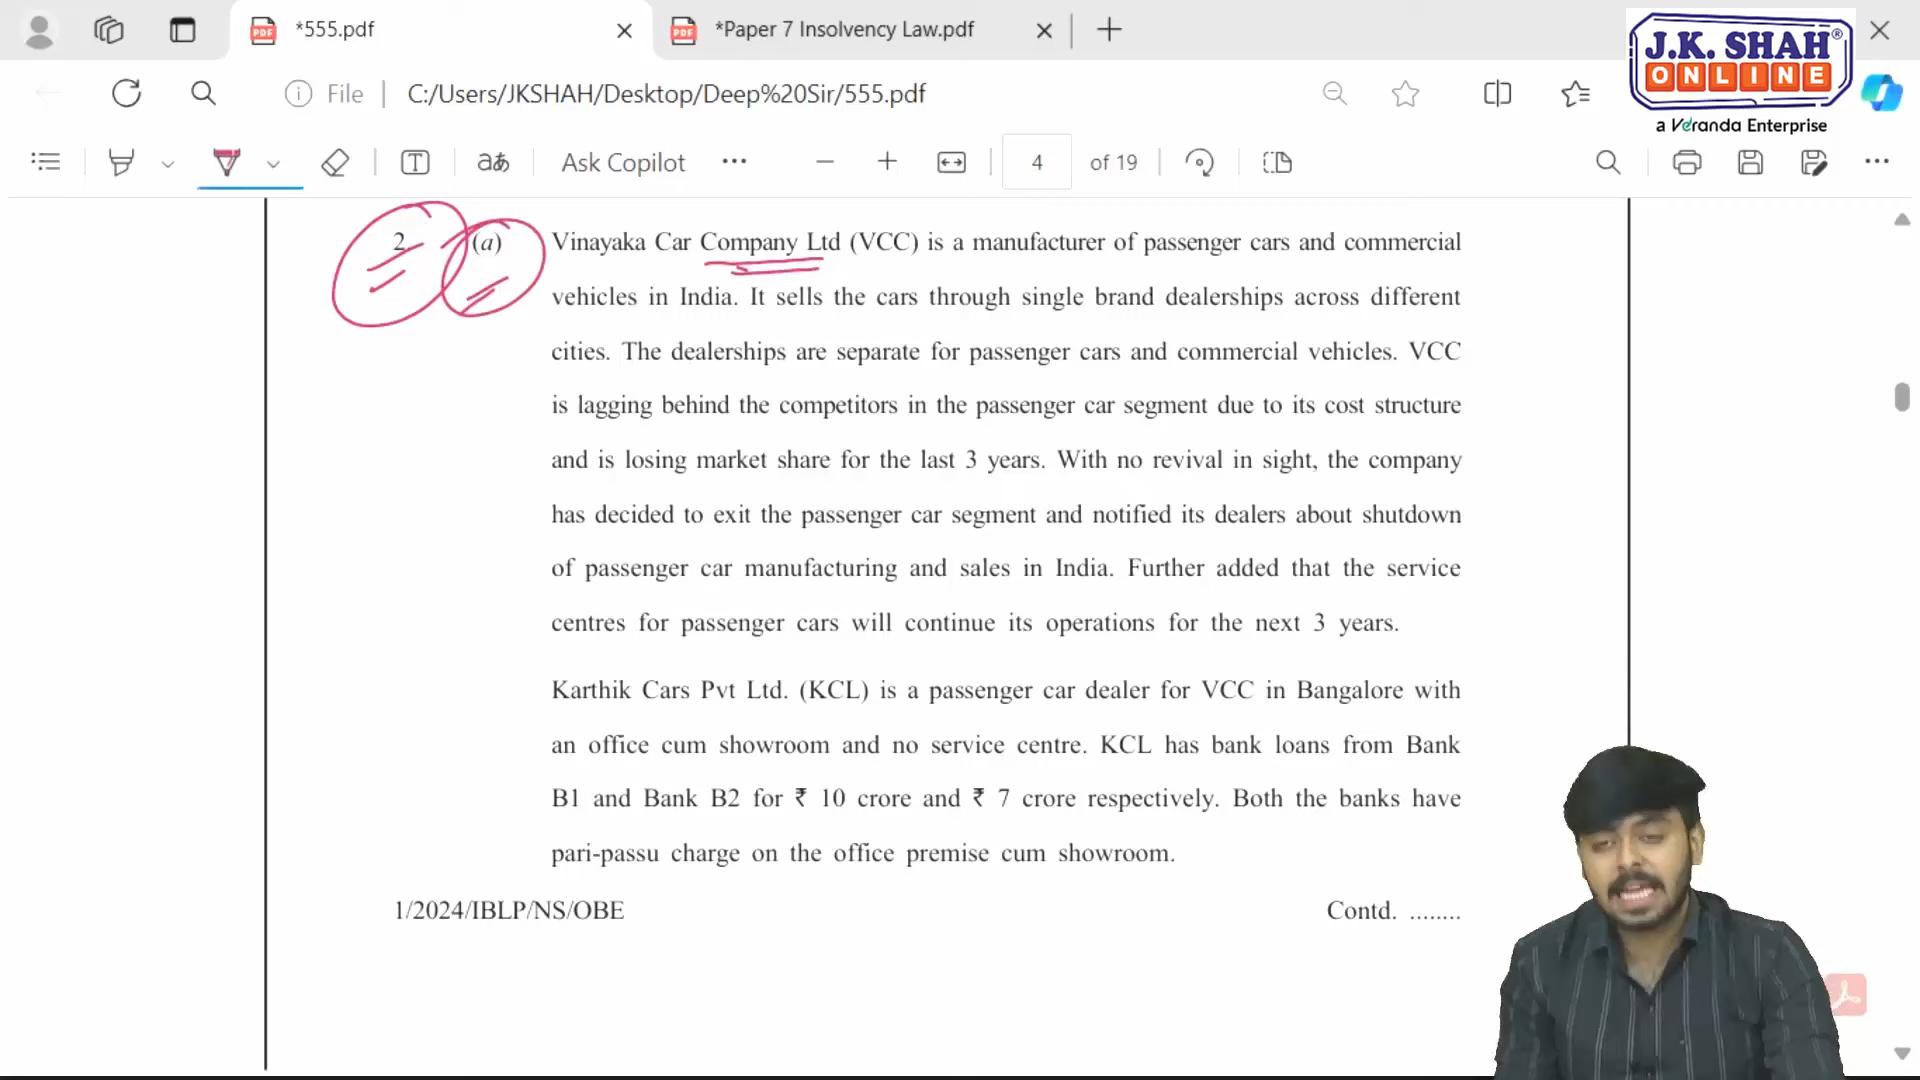 *555.pdf
*Paper 7 Insolvency Law.pdf
J.K. SHAH®
ONLINE
a Veranda Enterprise
File
C:/Users/JKSHAH/Desktop/Deep%20Sir/555.pdf
aあ
Ask Copilot
4
of 19
2. (a) Vinayaka Car Company Ltd (VCC) is a manufacturer of passenger cars and commercial
vehicles in India. It sells the cars through single brand dealerships across different
cities. The dealerships are separate for passenger cars and commercial vehicles. VCC
is lagging behind the competitors in the passenger car segment due to its cost structure
and is losing market share for the last 3 years. With no revival in sight, the company
has decided to exit the passenger car segment and notified its dealers about shutdown
of passenger car manufacturing and sales in India. Further added that the service
centres for passenger cars will continue its operations for the next 3 years.
Karthik Cars Pvt Ltd. (KCL) is a passenger car dealer for VCC in Bangalore with
an office cum showroom and no service centre. KCL has bank loans from Bank
B1 and Bank B2 for ₹ 10 crore and ₹ 7 crore respectively. Both the banks have
pari-passu charge on the office premise cum showroom.
1/2024/IBLP/NS/OBE
Contd. ........